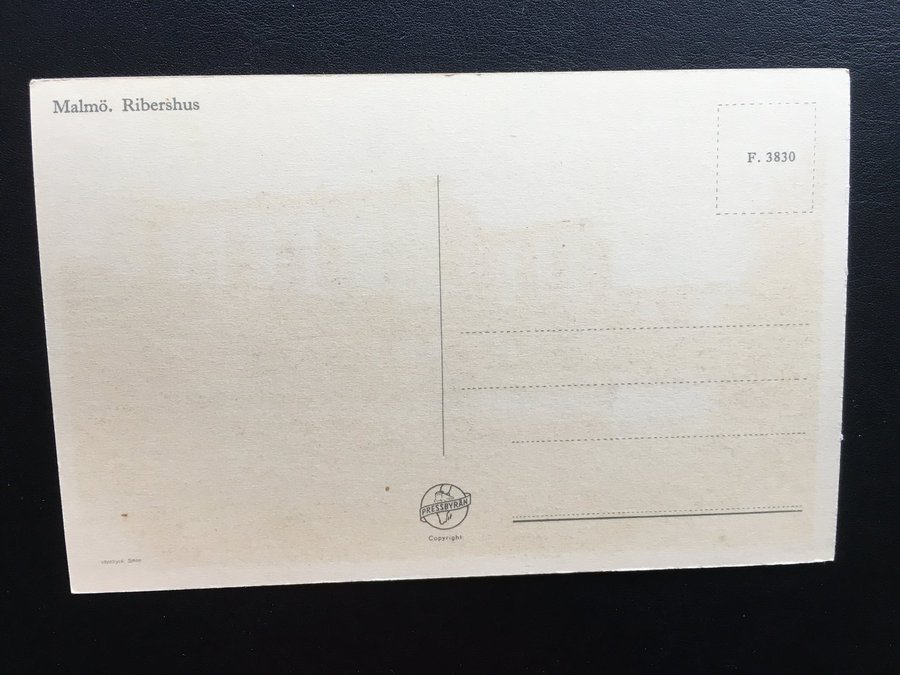 Malmö. Ribershus
F. 3830
PRESSBYRÅN
Copyright